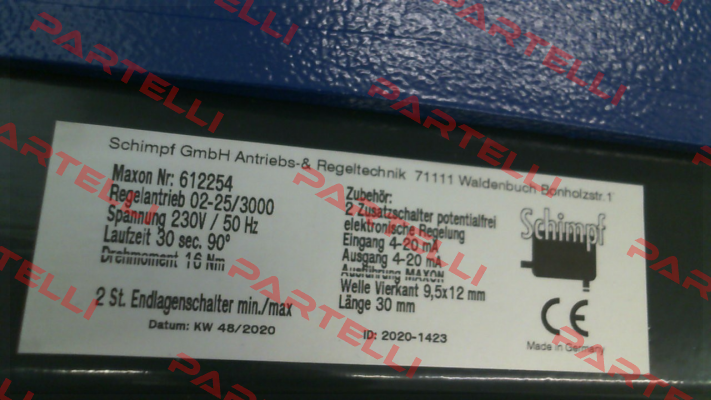 Schimpf GmbH Antriebs-& Regeltechnik 71111 Waldenbuch Bonholzstr.1
Maxon Nr: 612254
Regelantrieb 02-25/3000
Spannung 230V / 50 Hz
Laufzeit 30 sec. 90°
Drehmoment 16 Nm
2 St. Endlagenschalter min./max
Datum: KW 48/2020
Zubehör:
2 Zusatzschalter potentialfrei
elektronische Regelung
Eingang 4-20 mA
Ausgang 4-20 mA
Ausführung MAXON
Welle Vierkant 9,5x12 mm
Länge 30 mm
ID: 2020-1423
Schimpf
CE
Made in Germany
PARTELLI
PARTELLI
PARTELLI
PARTELLI
PARTELLI
PARTELLI
PARTELLI
PARTELLI